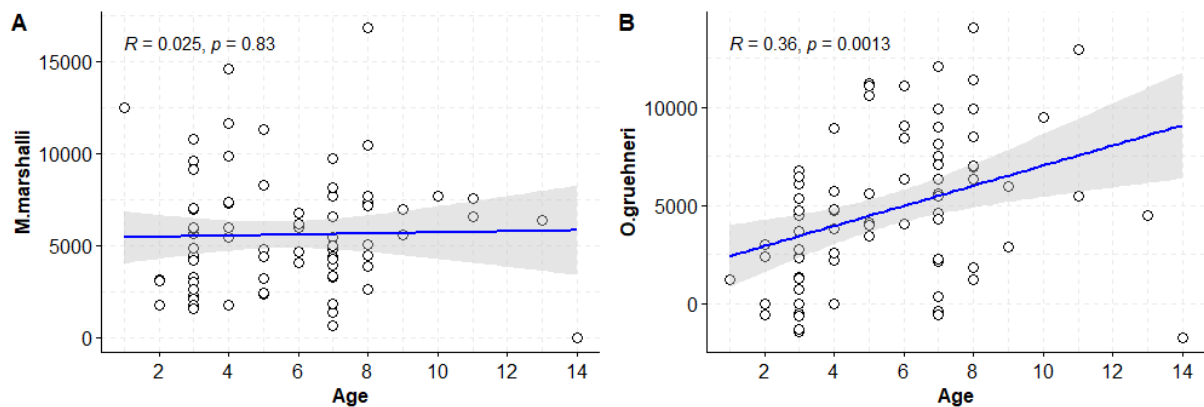 A
R = 0.025, p = 0.83
M.marshalli
15000
10000
5000
0
2 4 6 8 10 12 14
Age
B
R = 0.36, p = 0.0013
O.gruehneri
10000
5000
0
2 4 6 8 10 12 14
Age